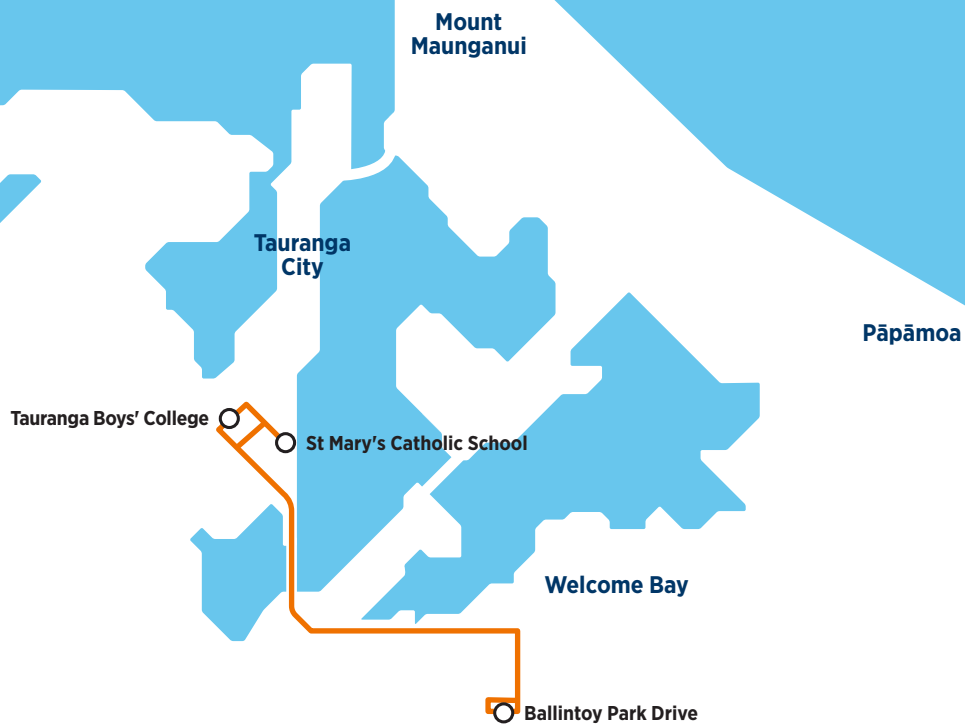 Mount
Maunganui
Tauranga
City
Pāpāmoa
Tauranga Boys' College
St Mary's Catholic School
Welcome Bay
Ballintoy Park Drive